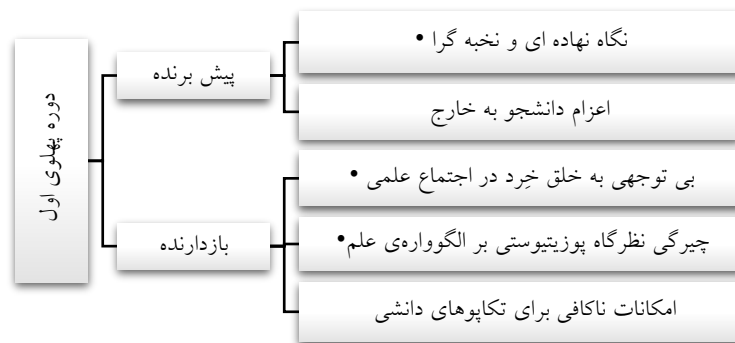 دوره پهلوی اول
پیش برنده
نگاه نهاده ای و نخبه گرا •
اعزام دانشجو به خارج
بازدارنده
بی توجهی به خلق خِرد در اجتماع علمی •
چیرگی نظرگاه پوزیتیوستی بر الگوواره‌ی علم•
امکانات ناکافی برای تکاپوهای دانشی